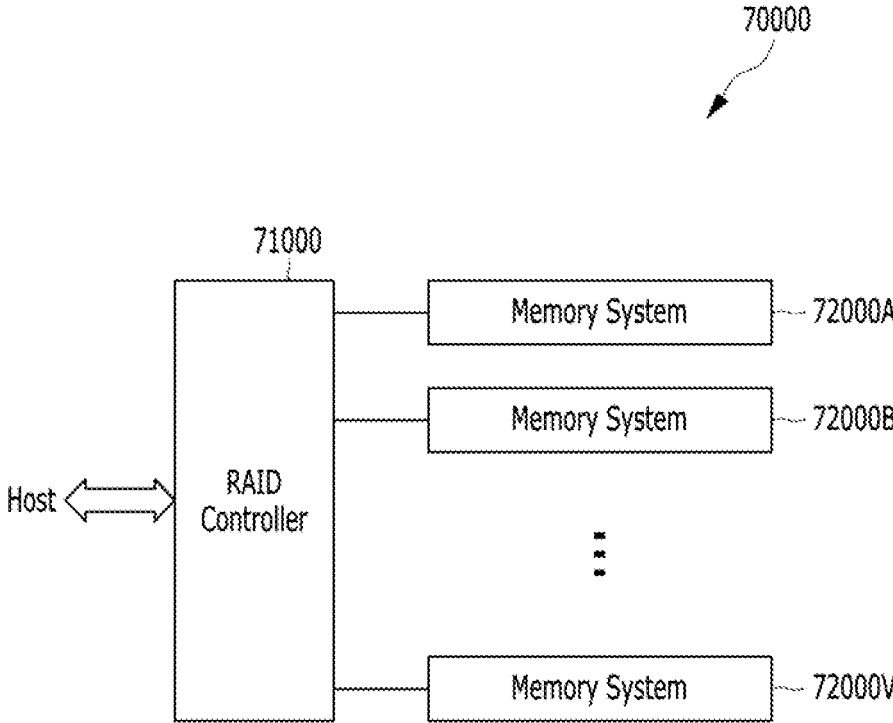 70000
71000
Memory System
72000A
Memory System
72000B
Host
RAID
Controller
Memory System
72000V